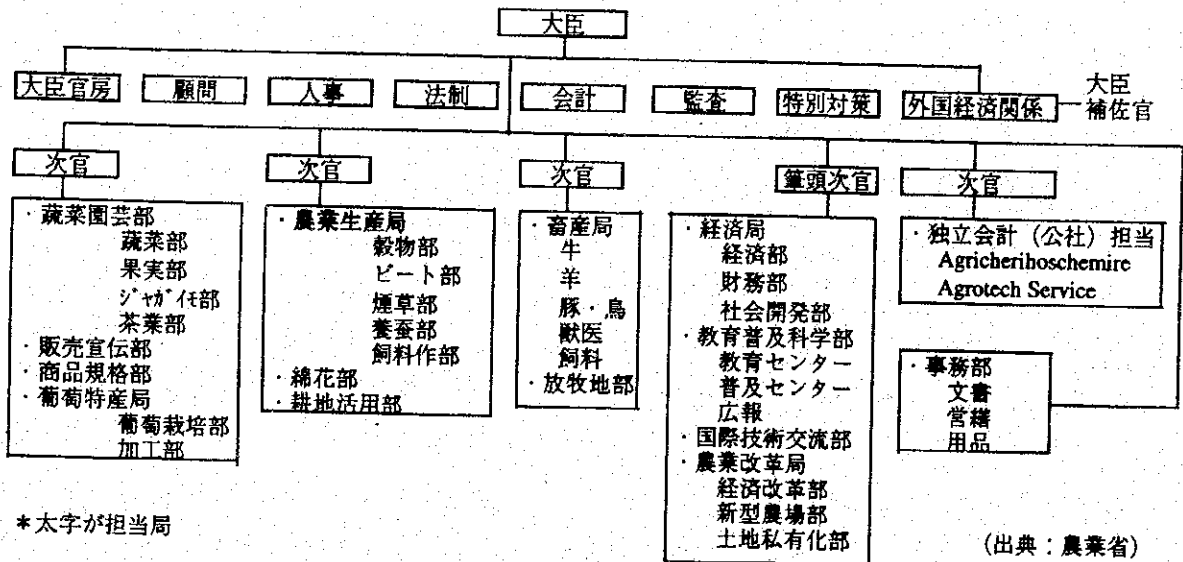 大臣
大臣官房
顧問
人事
法制
会計
監査
特別対策
外国経済関係
大臣
補佐官
次官
・蔬菜園芸部
蔬菜部
果実部
ジャガイモ部
茶業部
・販売宣伝部
・商品規格部
・葡萄特産局
葡萄栽培部
加工部
次官
・農業生産局
穀物部
ビート部
煙草部
養蚕部
飼料作部
・綿花部
・耕地活用部
次官
・畜産局
牛
羊
豚・鳥
獣医
飼料
・放牧地部
筆頭次官
・経済局
経済部
財務部
社会開発部
・教育普及科学部
教育センター
普及センター
広報
・国際技術交流部
・農業改革局
経済改革部
新型農場部
土地私有化部
次官
・独立会計（公社）担当
Agricherihoschemire
Agrotech Service
・事務部
文書
営繕
用品
＊太字が担当局
（出典：農業省）